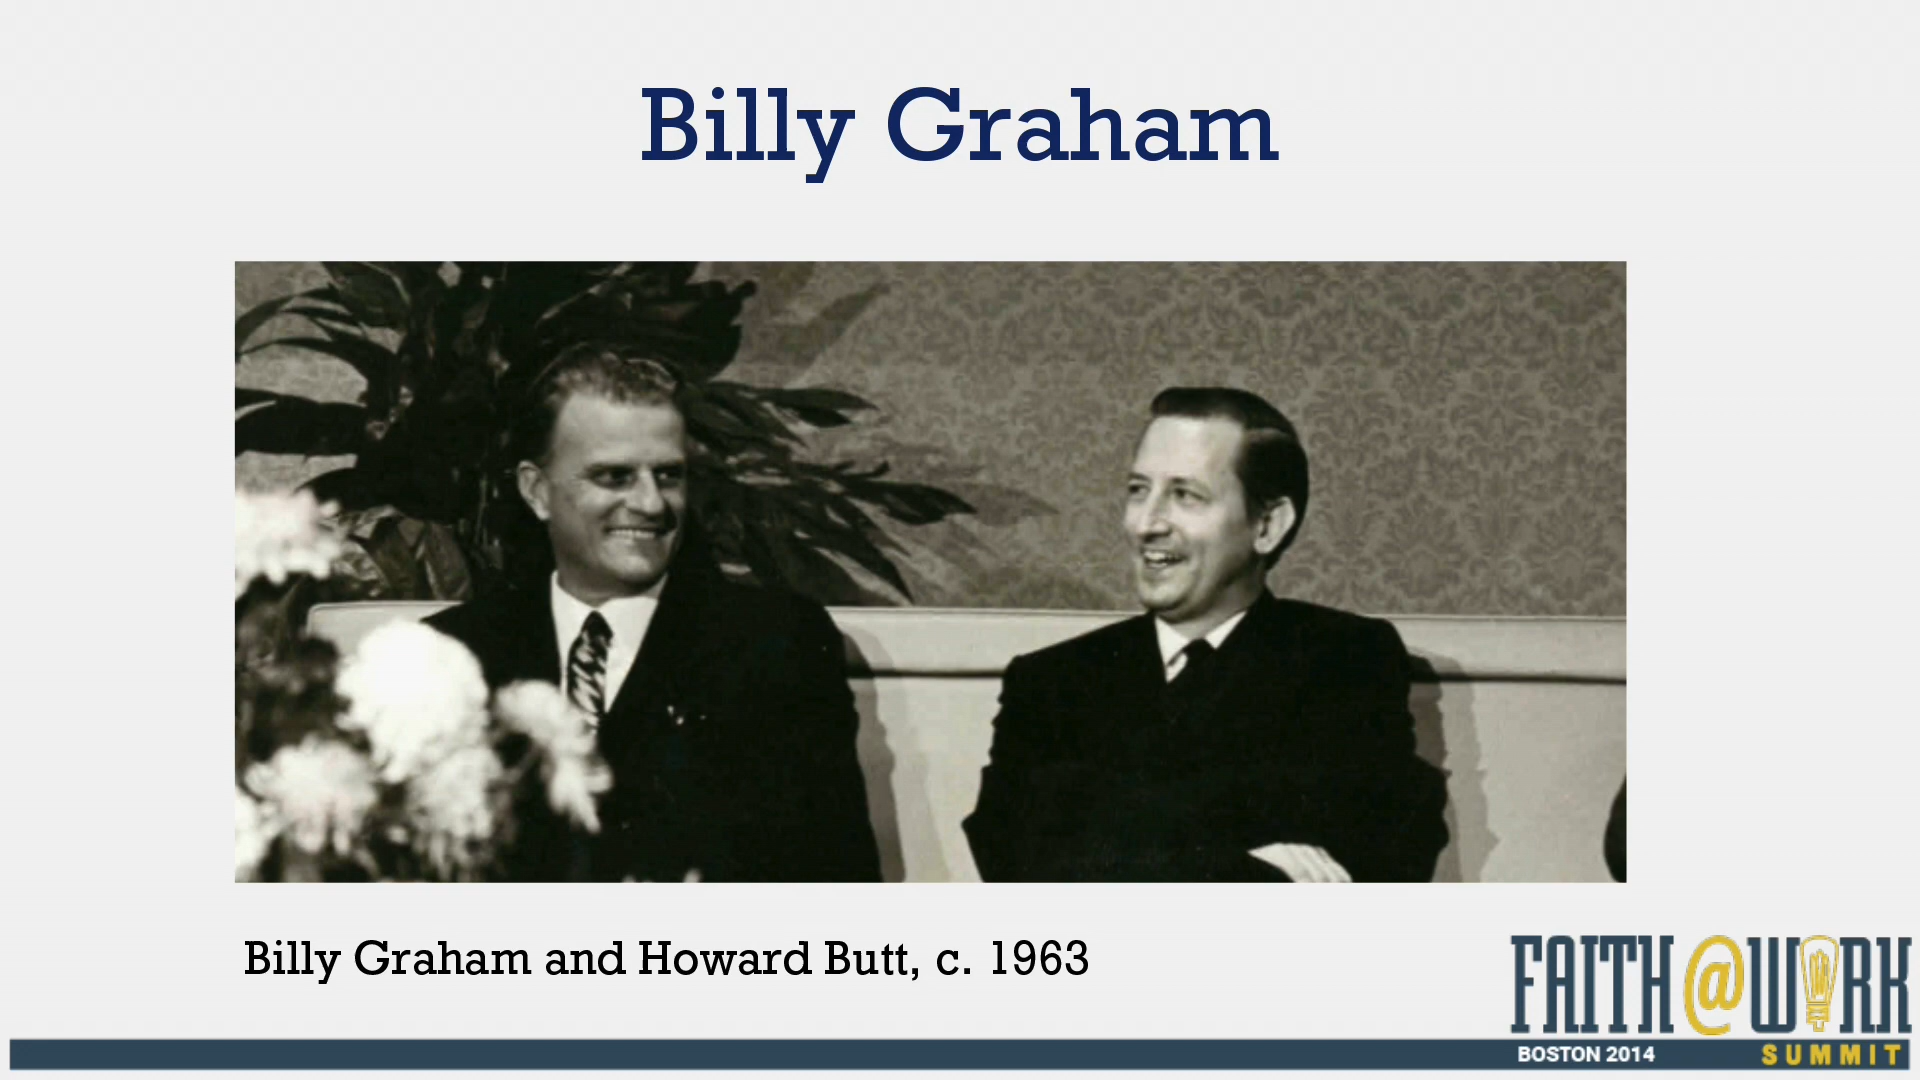 Billy Graham
Billy Graham and Howard Butt, c. 1963
FAITH@WORK
BOSTON 2014
SUMMIT